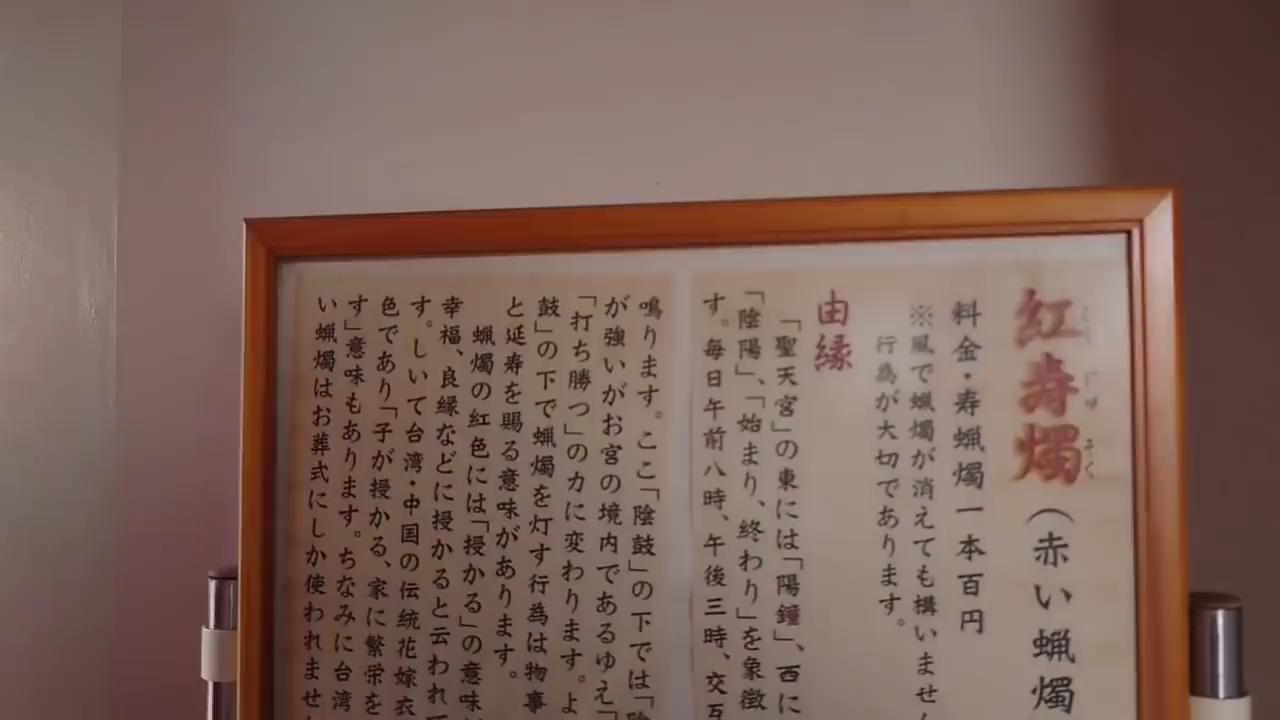 紅寿燭(赤い蝋燭
こう じゅ そく
料金・寿蝋燭一本百円
※風で蝋燭が消えても構いません
行為が大切であります。
由縁
「聖天宮」の東には「陽鐘」、西に
「陰陽」、「始まり、終わり」を象徴
す。毎日午前八時、午後三時、交互
鳴ります。ここ「陰鼓」の下では「陰
が強いがお宮の境内であるゆえ「
「打ち勝つ」の力に変わります。よ
鼓」の下で蝋燭を灯す行為は物事
と延寿を賜る意味があります。
蝋燭の紅色には「授かる」の意味
幸福、良縁などに授かると云われ
す。しいて台湾・中国の伝統花嫁衣
色であり「子が授かる、家に繁栄を
す」意味もあります。ちなみに台湾
い蝋燭はお葬式にしか使われませ